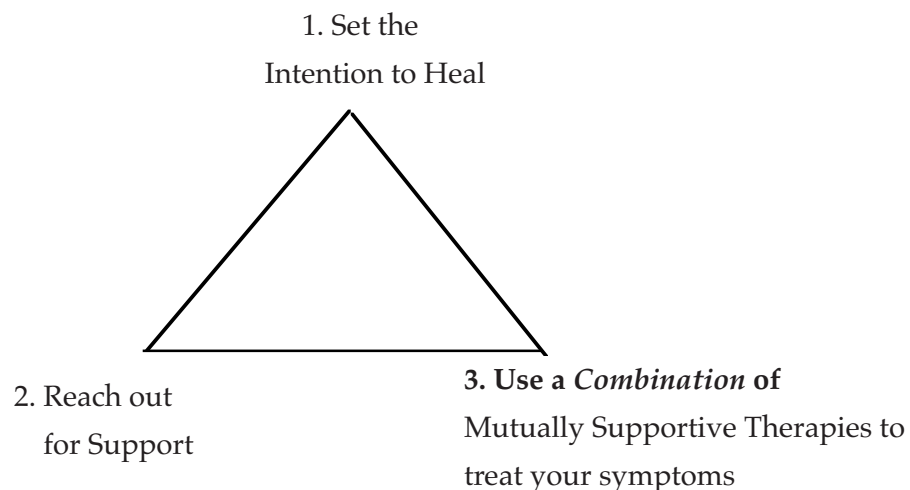 1. Set the
Intention to Heal
2. Reach out
for Support
3. Use a Combination of
Mutually Supportive Therapies to
treat your symptoms